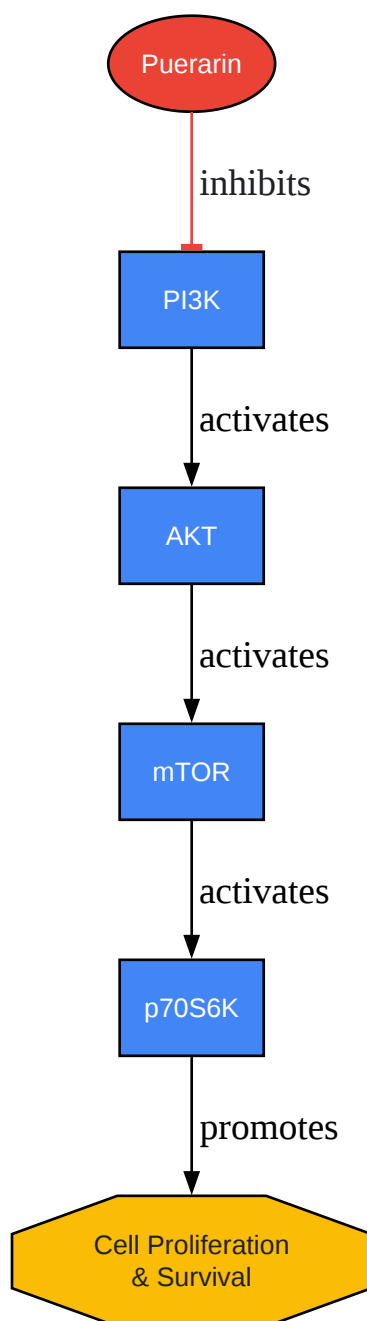 Puerarin
inhibits
PI3K
activates
AKT
activates
mTOR
activates
p70S6K
promotes
Cell Proliferation
& Survival